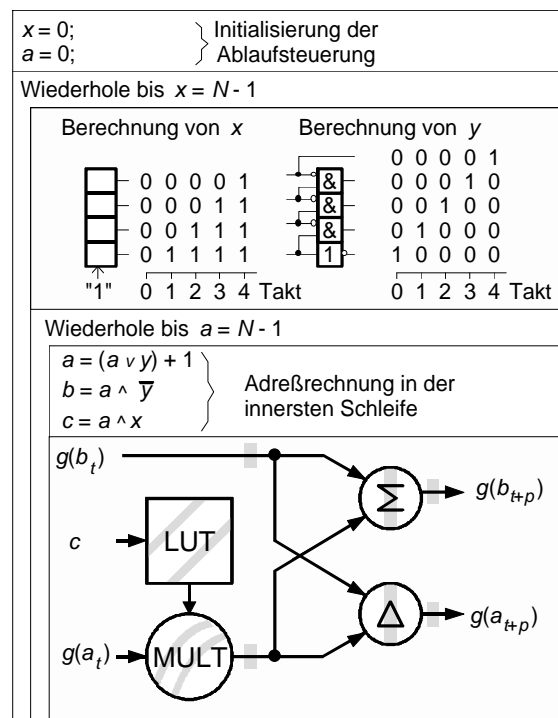 x = 0; Initialisierung der
a = 0; Ablaufsteuerung
Wiederhole bis x = N - 1
Berechnung von x Berechnung von y
0 0 0 0 1
& 
0 0 0 0 1 0 0 0 1 0
0 0 0 1 1 & 0 0 1 0 0
0 0 1 1 1 & 0 1 0 0 0
0 1 1 1 1 1 1 0 0 0 0
"1" 0 1 2 3 4 Takt 0 1 2 3 4 Takt
Wiederhole bis a = N - 1
a = (a v y) + 1
b = a ^ y̅ Adreßrechnung in der
c = a ^ x innersten Schleife
g(b_t)
Σ g(b_{t+p})
c LUT
g(a_t) MULT Δ g(a_{t+p})